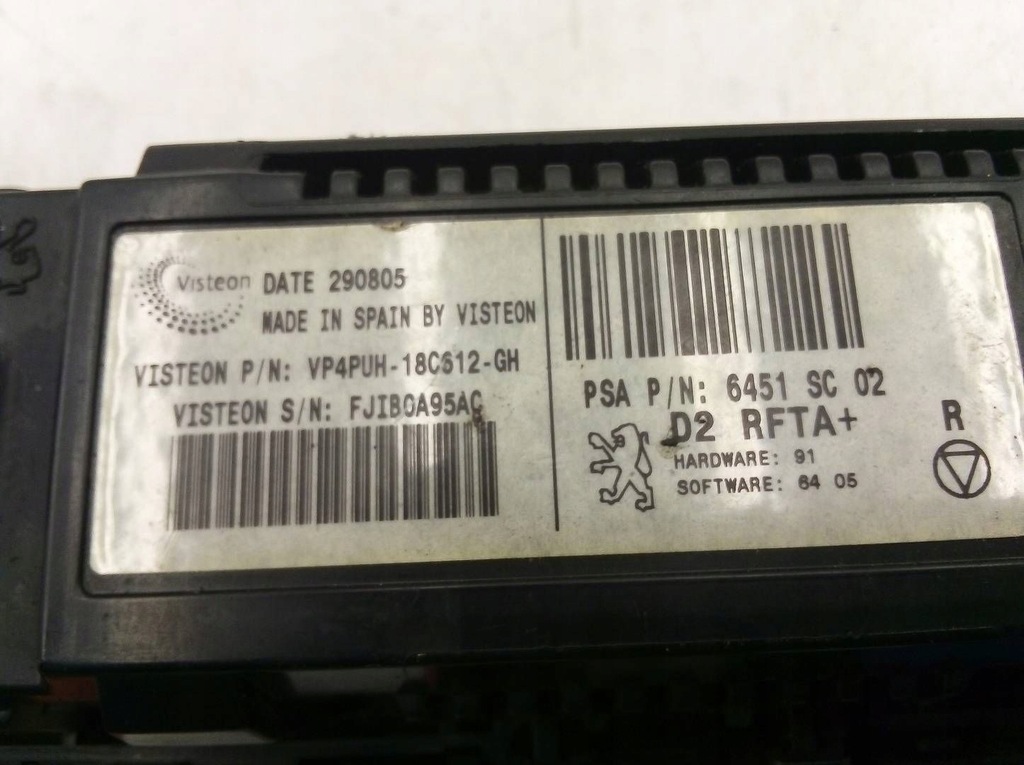 Visteon DATE 290805
MADE IN SPAIN BY VISTEON
VISTEON P/N: VP4PUH-18C612-GH
VISTEON S/N: FJIB0A95AC
PSA P/N: 6451 SC 02
D2 RFTA+
HARDWARE: 91
SOFTWARE: 64 05
R